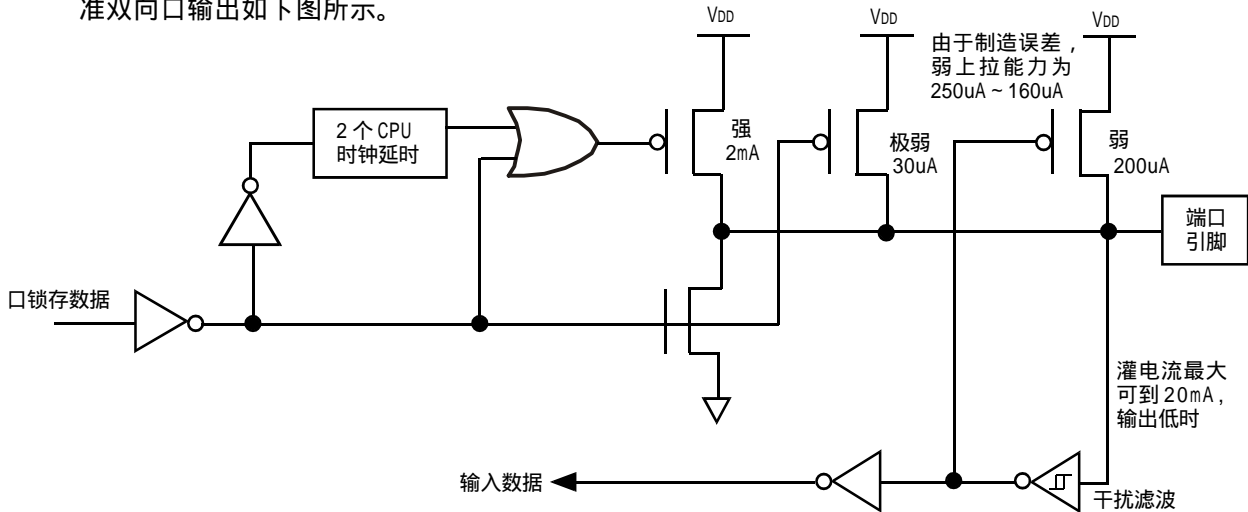 准双向口输出如下图所示。
VDD
VDD
VDD
由于制造误差，
弱上拉能力为
250uA ~ 160uA
2 个 CPU
时钟延时
强
2mA
极弱
30uA
弱
200uA
端口
引脚
口锁存数据
灌电流最大
可到 20mA，
输出低时
输入数据
干扰滤波